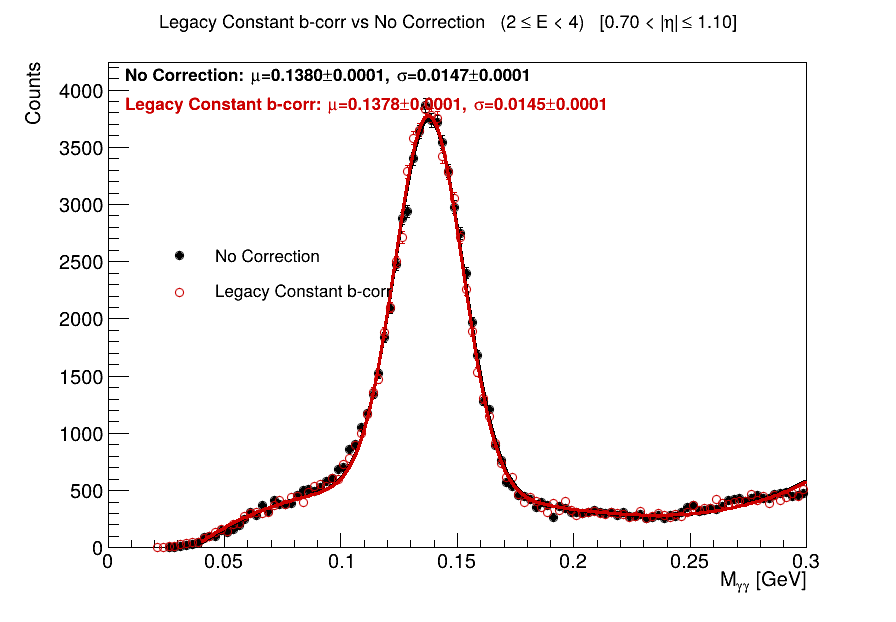 Legacy Constant b-corr vs No Correction (2 ≤ E < 4) [0.70 < |η| ≤ 1.10]
No Correction: μ=0.1380±0.0001, σ=0.0147±0.0001
Legacy Constant b-corr: μ=0.1378±0.0001, σ=0.0145±0.0001
Counts
4000
3500
3000
2500
2000
1500
1000
500
0
No Correction
Legacy Constant b-corr
0 0.05 0.1 0.15 0.2 0.25 0.3
Mγγ [GeV]